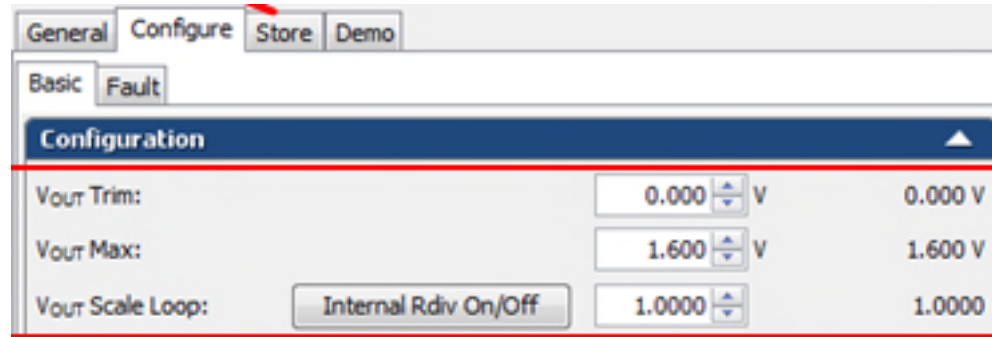 General Configure Store Demo
Basic Fault
Configuration
VOUT Trim: 0.000 V 0.000 V
VOUT Max: 1.600 V 1.600 V
VOUT Scale Loop: Internal Rdiv On/Off 1.0000 1.0000